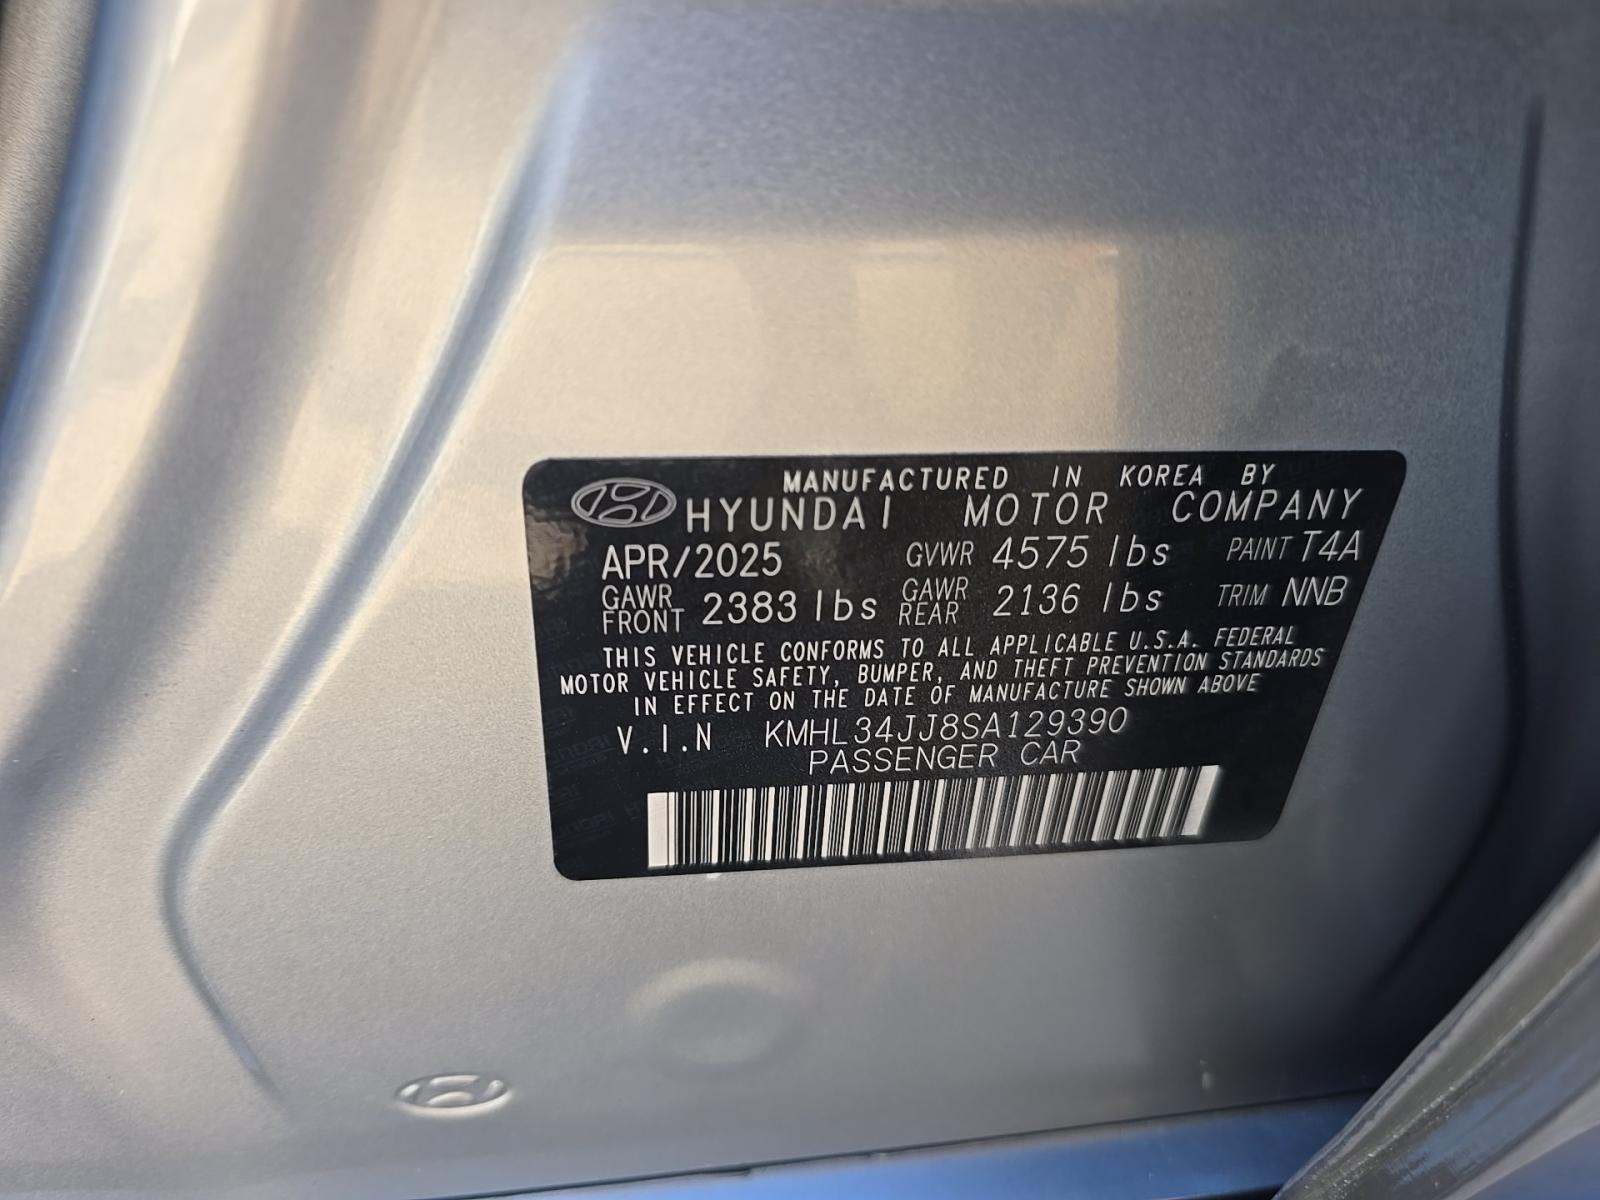 MANUFACTURED IN KOREA BY
HYUNDAI MOTOR COMPANY
APR/2025 GVWR 4575 lbs PAINT T4A
GAWR FRONT 2383 lbs GAWR REAR 2136 lbs TRIM NNB
THIS VEHICLE CONFORMS TO ALL APPLICABLE U.S.A. FEDERAL
MOTOR VEHICLE SAFETY, BUMPER, AND THEFT PREVENTION STANDARDS
IN EFFECT ON THE DATE OF MANUFACTURE SHOWN ABOVE
V.I.N KMHL34JJ8SA129390
PASSENGER CAR